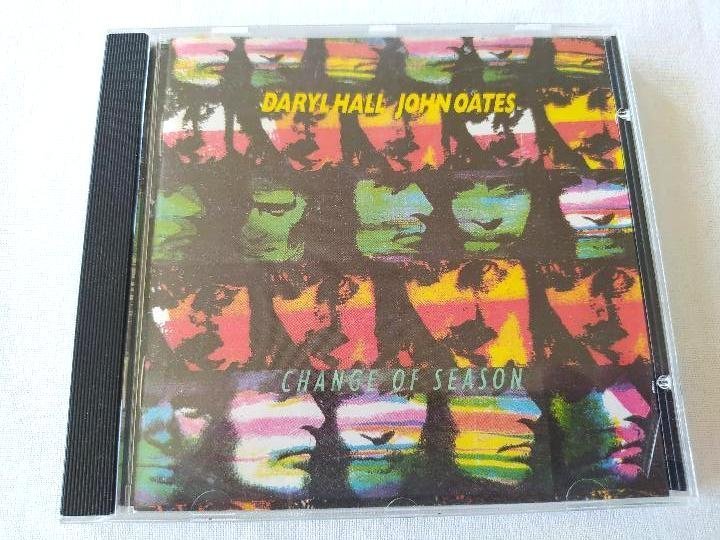 DARYL HALL JOHN OATES
CHANGE OF SEASON